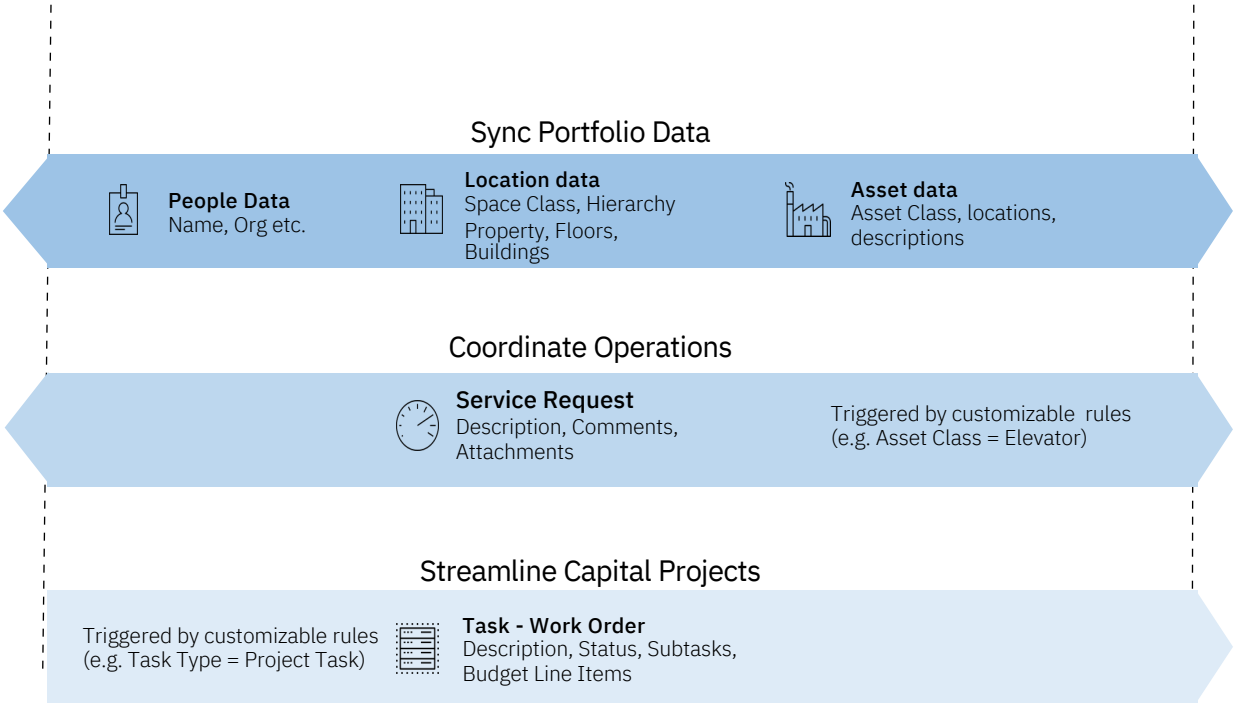 Sync Portfolio Data
People Data
Name, Org etc.
Location data
Space Class, Hierarchy
Property, Floors,
Buildings
Asset data
Asset Class, locations,
descriptions
Coordinate Operations
Service Request
Description, Comments,
Attachments
Triggered by customizable rules
(e.g. Asset Class = Elevator)
Streamline Capital Projects
Triggered by customizable rules
(e.g. Task Type = Project Task)
Task - Work Order
Description, Status, Subtasks,
Budget Line Items